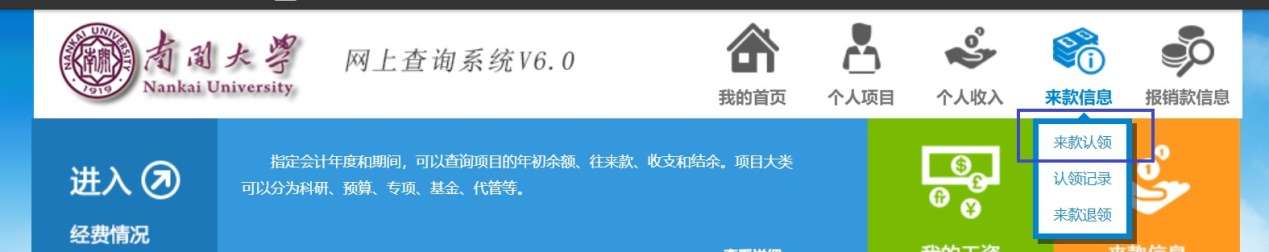 NANKAI UNIVERSITY
南開
1919
南開大學
Nankai University
网上查询系统V6.0
我的首页
个人项目
个人收入
来款信息
报销款信息
来款认领
认领记录
来款退领
进入
经费情况
指定会计年度和期间，可以查询项目的年初余额、往来款、收支和结余。项目大类
可以分为科研、预算、专项、基金、代管等。